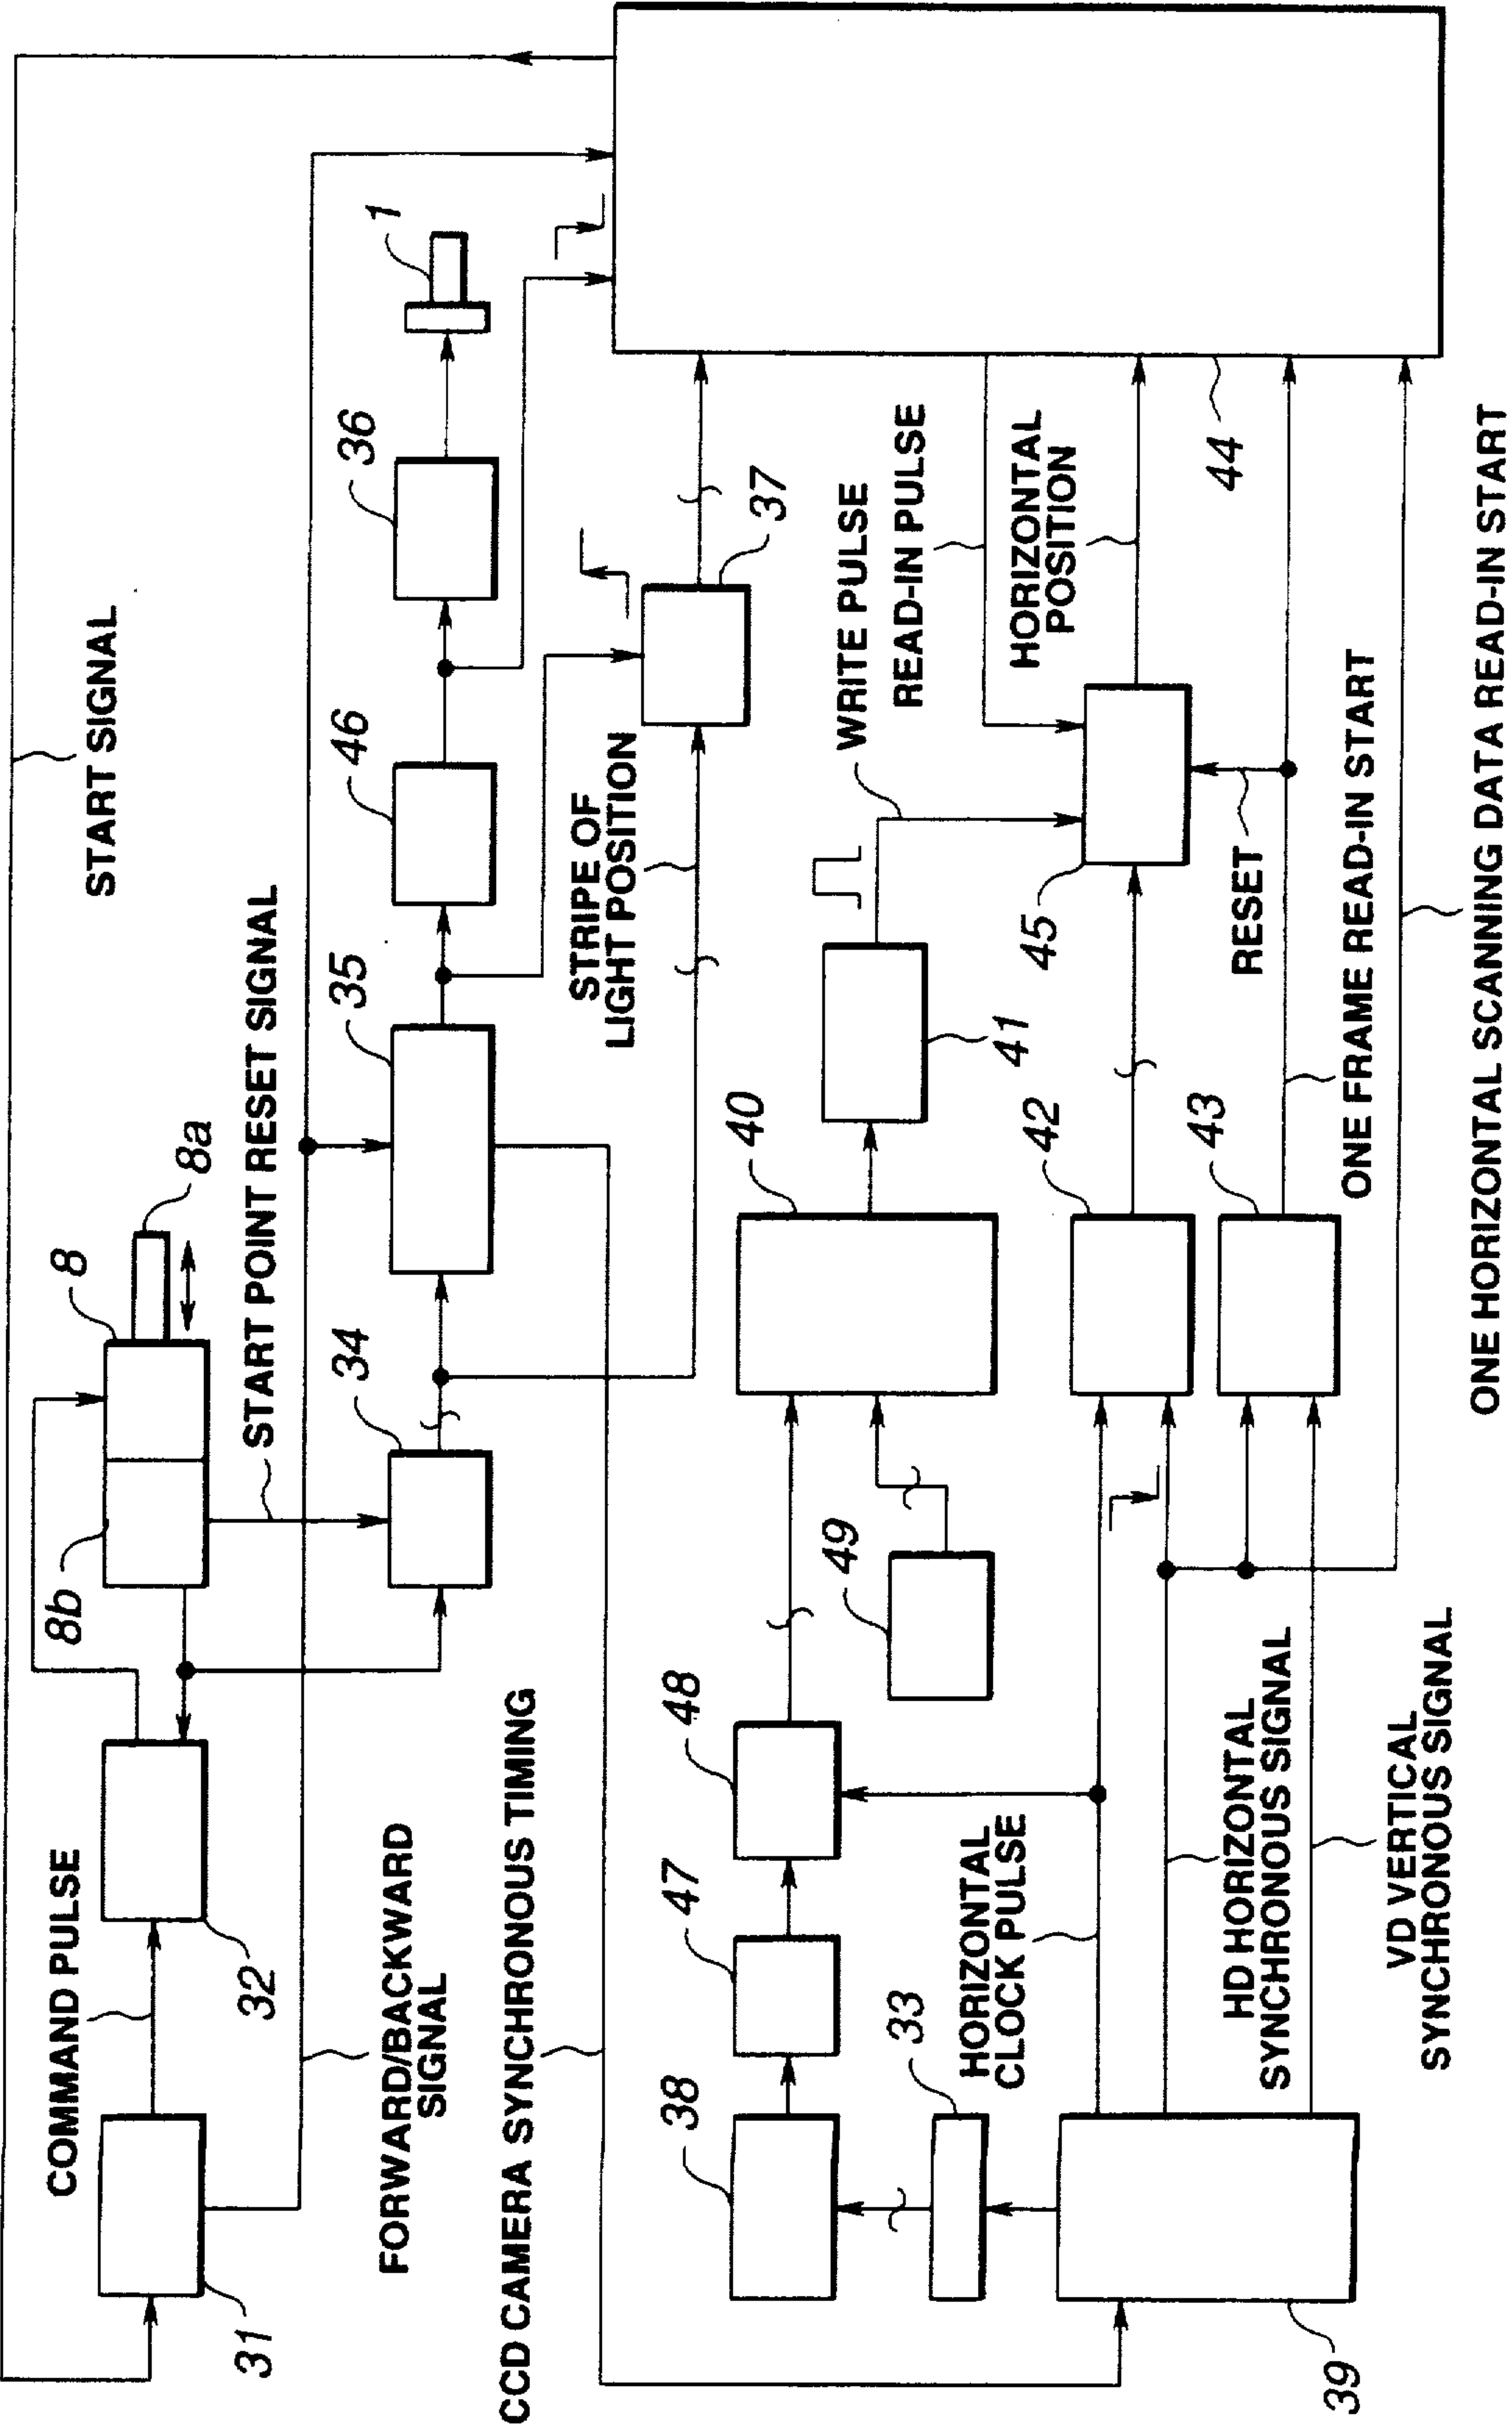 START SIGNAL
COMMAND PULSE
31
32
8b
8
8a
START POINT RESET SIGNAL
FORWARD/BACKWARD
SIGNAL
34
35
46
36
1
CCD CAMERA SYNCHRONOUS TIMING
STRIPE OF
LIGHT POSITION
37
38
47
48
49
40
41
WRITE PULSE
READ-IN PULSE
33
HORIZONTAL
CLOCK PULSE
42
45
HORIZONTAL
POSITION
39
HD HORIZONTAL
SYNCHRONOUS SIGNAL
43
RESET
44
VD VERTICAL
SYNCHRONOUS SIGNAL
ONE FRAME READ-IN START
ONE HORIZONTAL SCANNING DATA READ-IN START